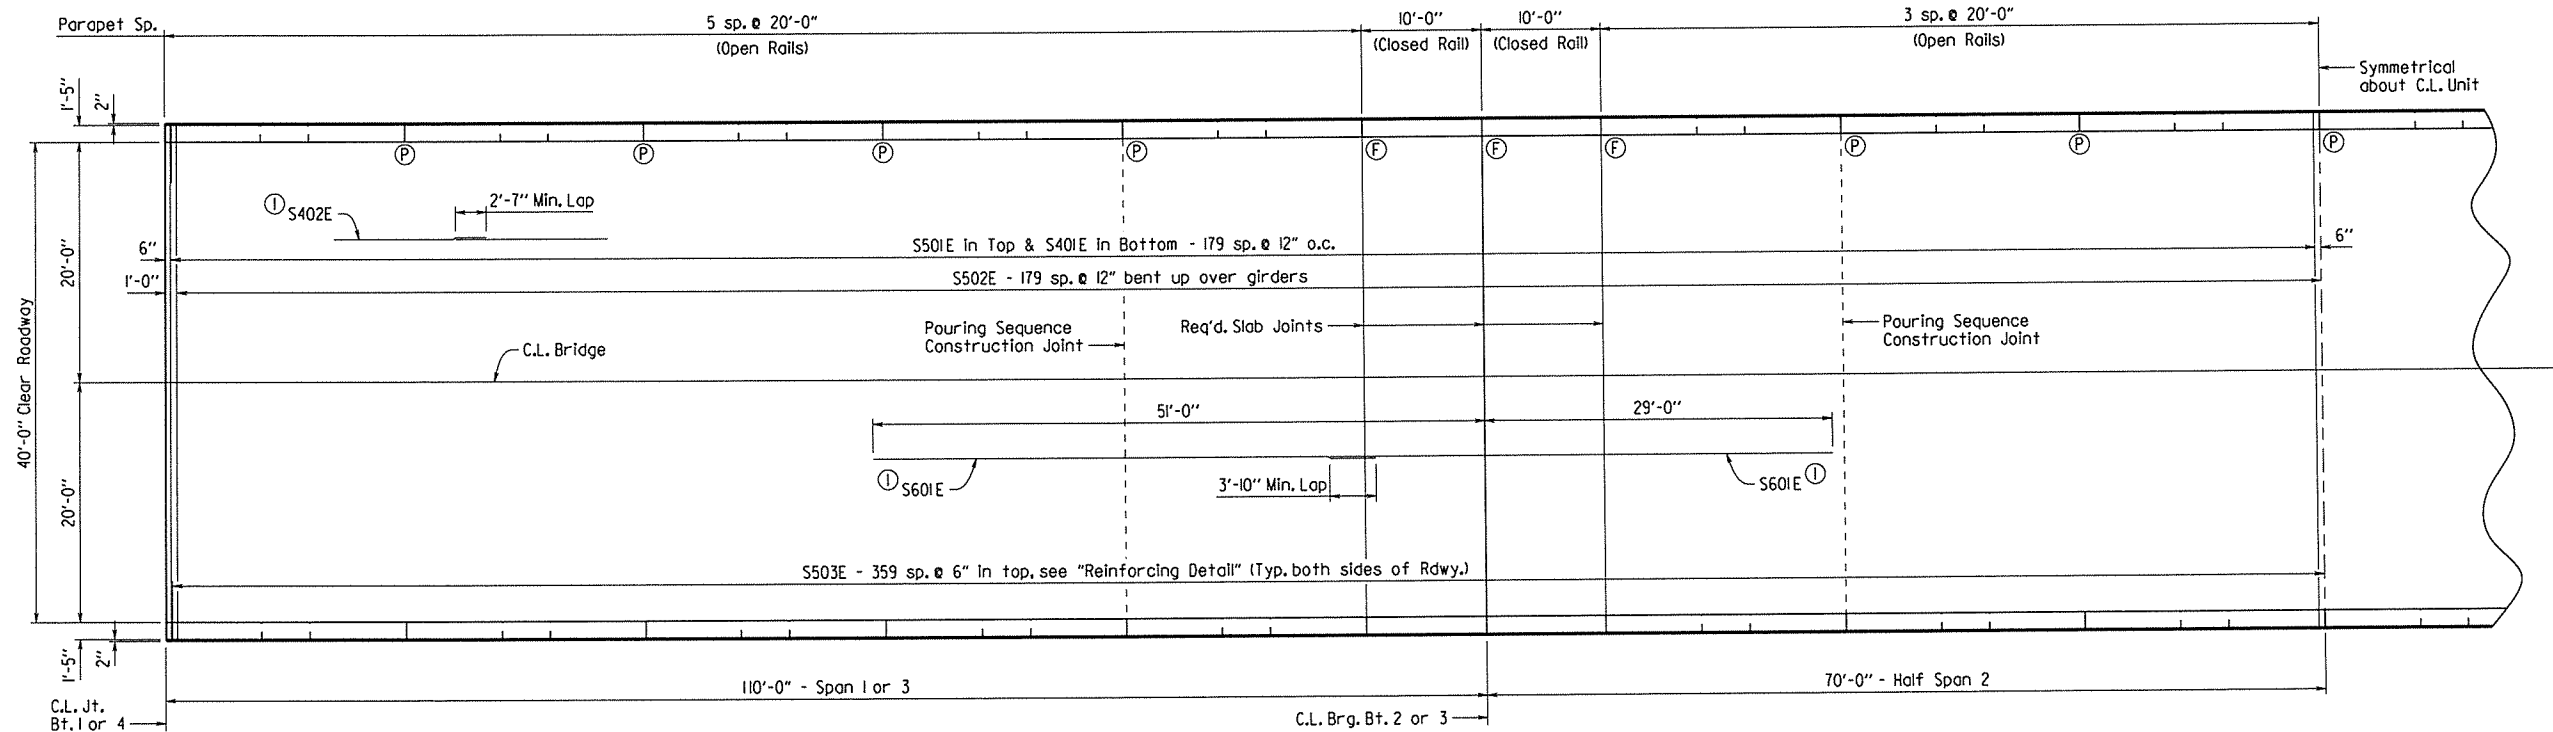 Parapet Sp.
5 sp. @ 20'-0"
(Open Rails)
10'-0"
(Closed Rail)
10'-0"
(Closed Rail)
3 sp. @ 20'-0"
(Open Rails)
Symmetrical
about C.L. Unit
1'-5"
2"
P
P
P
P
F
F
F
P
P
P
1 S402E
2'-7" Min. Lap
6"
S501E in Top & S401E in Bottom - 179 sp. @ 12" o.c.
6"
1'-0"
S502E - 179 sp. @ 12" bent up over girders
40'-0" Clear Roadway
20'-0"
20'-0"
Pouring Sequence
Construction Joint
Req'd. Slab Joints
Pouring Sequence
Construction Joint
C.L. Bridge
51'-0"
29'-0"
1 S601E
3'-10" Min. Lap
S601E 1
S503E - 359 sp. @ 6" in top, see "Reinforcing Detail" (Typ. both sides of Rdwy.)
1'-5"
2"
110'-0" - Span 1 or 3
70'-0" - Half Span 2
C.L. Jt.
Bt. 1 or 4
C.L. Brg. Bt. 2 or 3